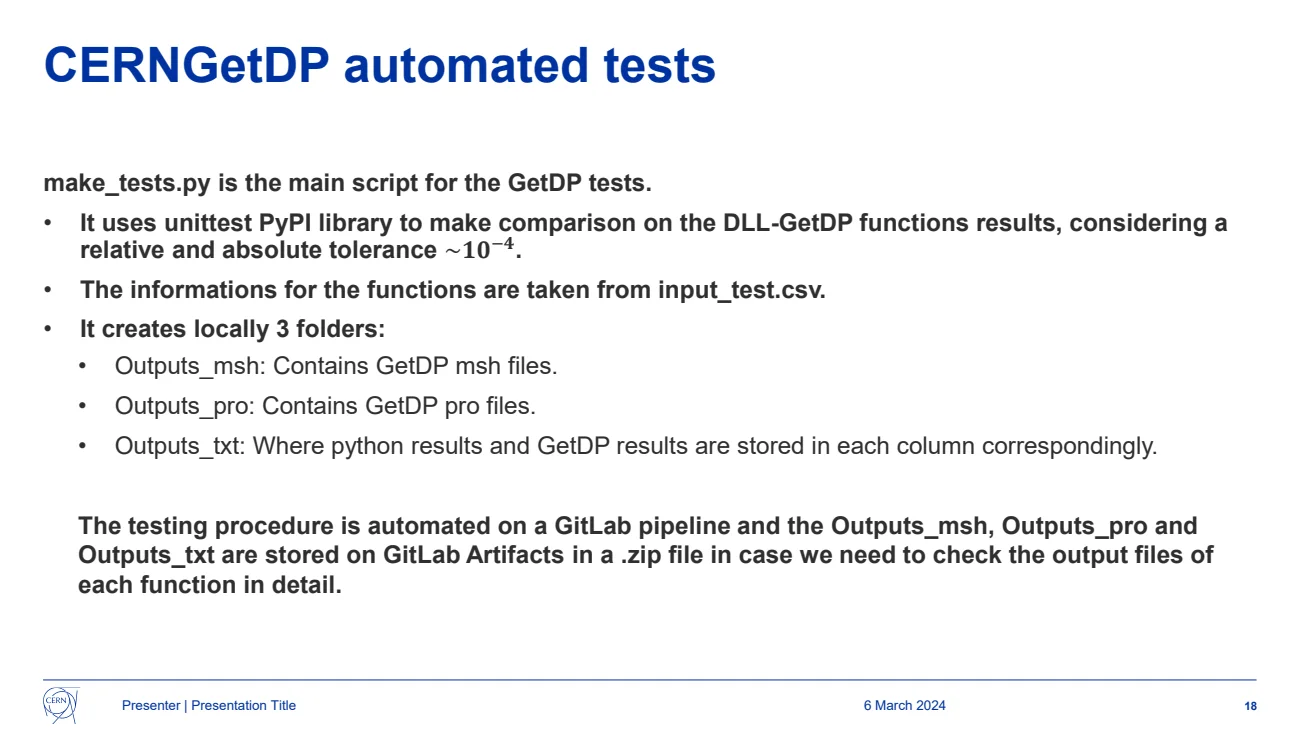 CERNGetDP automated tests
make_tests.py is the main script for the GetDP tests.
• It uses unittest PyPI library to make comparison on the DLL-GetDP functions results, considering a
relative and absolute tolerance ~10⁻⁴.
• The informations for the functions are taken from input_test.csv.
• It creates locally 3 folders:
• Outputs_msh: Contains GetDP msh files.
• Outputs_pro: Contains GetDP pro files.
• Outputs_txt: Where python results and GetDP results are stored in each column correspondingly.
The testing procedure is automated on a GitLab pipeline and the Outputs_msh, Outputs_pro and
Outputs_txt are stored on GitLab Artifacts in a .zip file in case we need to check the output files of
each function in detail.
CERN
Presenter | Presentation Title
6 March 2024
18